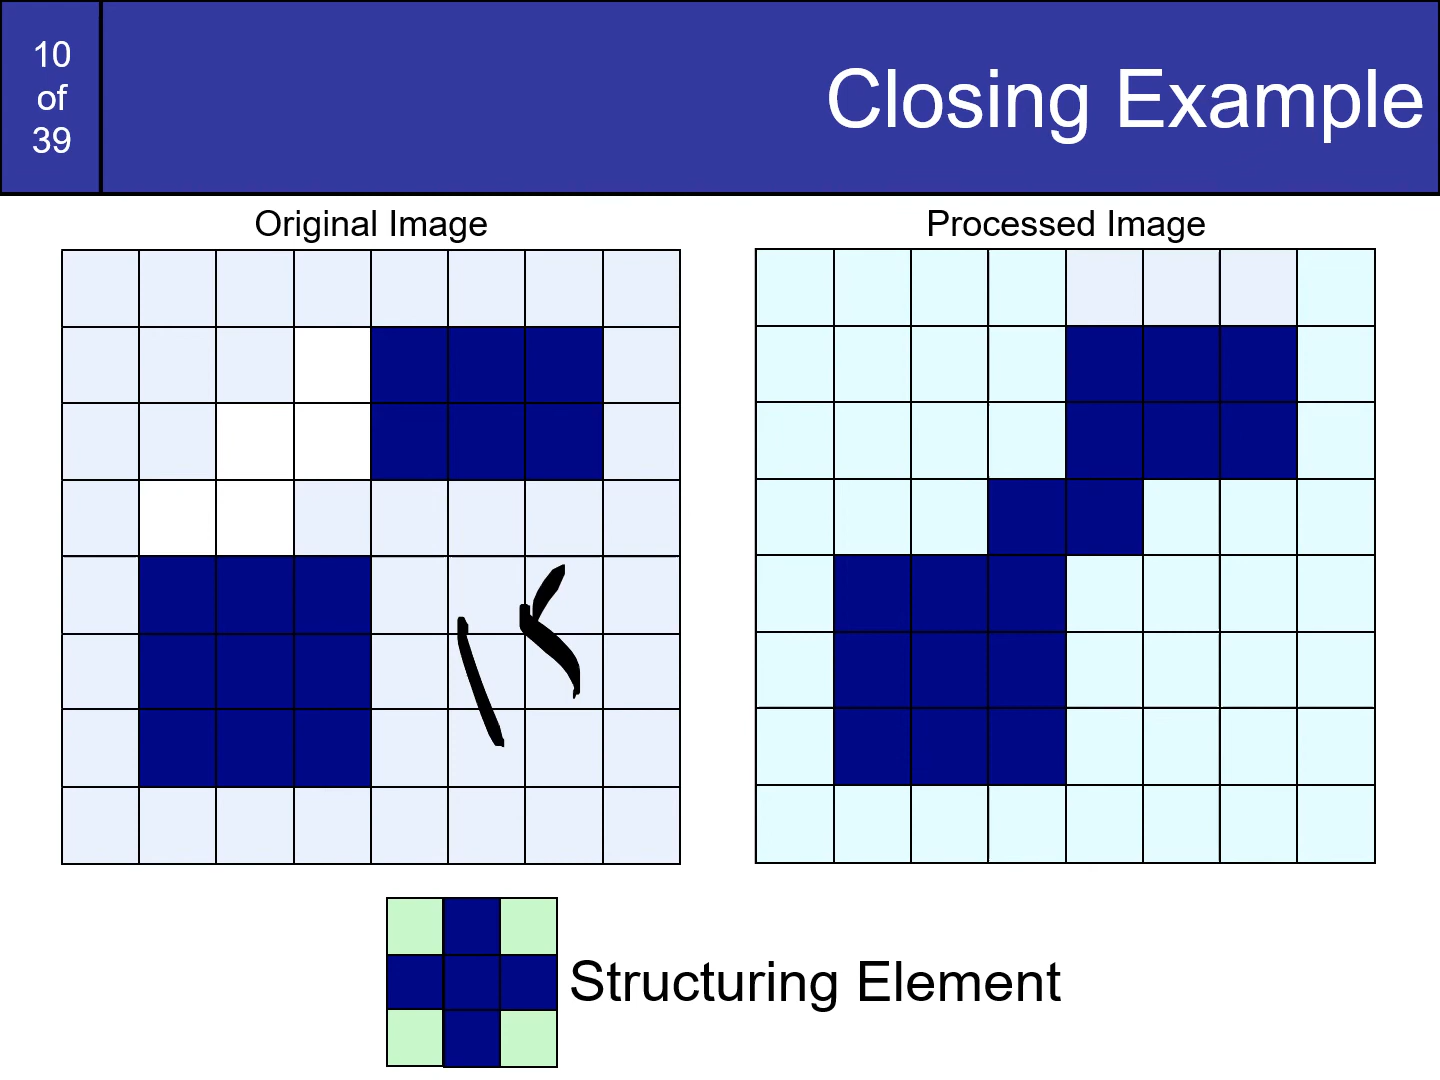 10
of
39
Closing Example
Original Image
Processed Image
Structuring Element